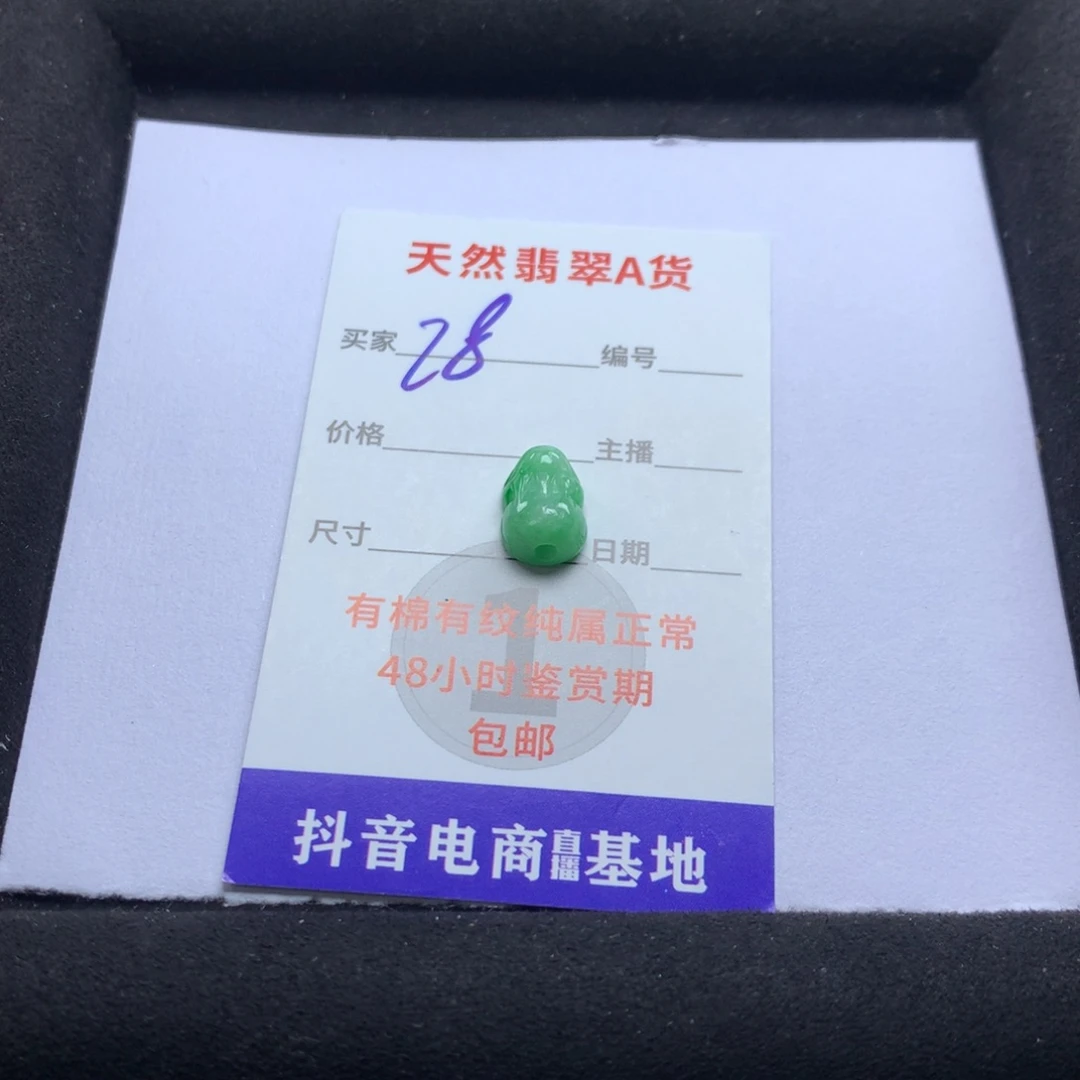 天然翡翠A货
买家 28 编号
价格 主播
尺寸 日期
1
有棉有纹纯属正常
48小时鉴赏期
包邮
抖音电商直播基地